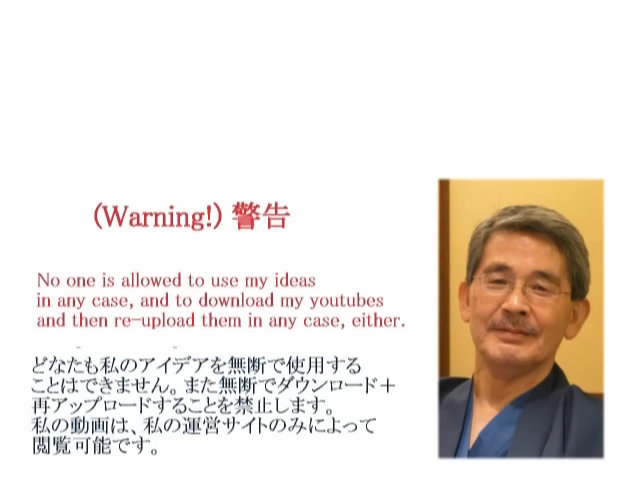 (Warning!) 警告
No one is allowed to use my ideas
in any case, and to download my youtubes
and then re-upload them in any case, either.
どなたも私のアイデアを無断で使用する
ことはできません。また無断でダウンロード＋
再アップロードすることを禁止します。
私の動画は、私の運営サイトのみによって
閲覧可能です。